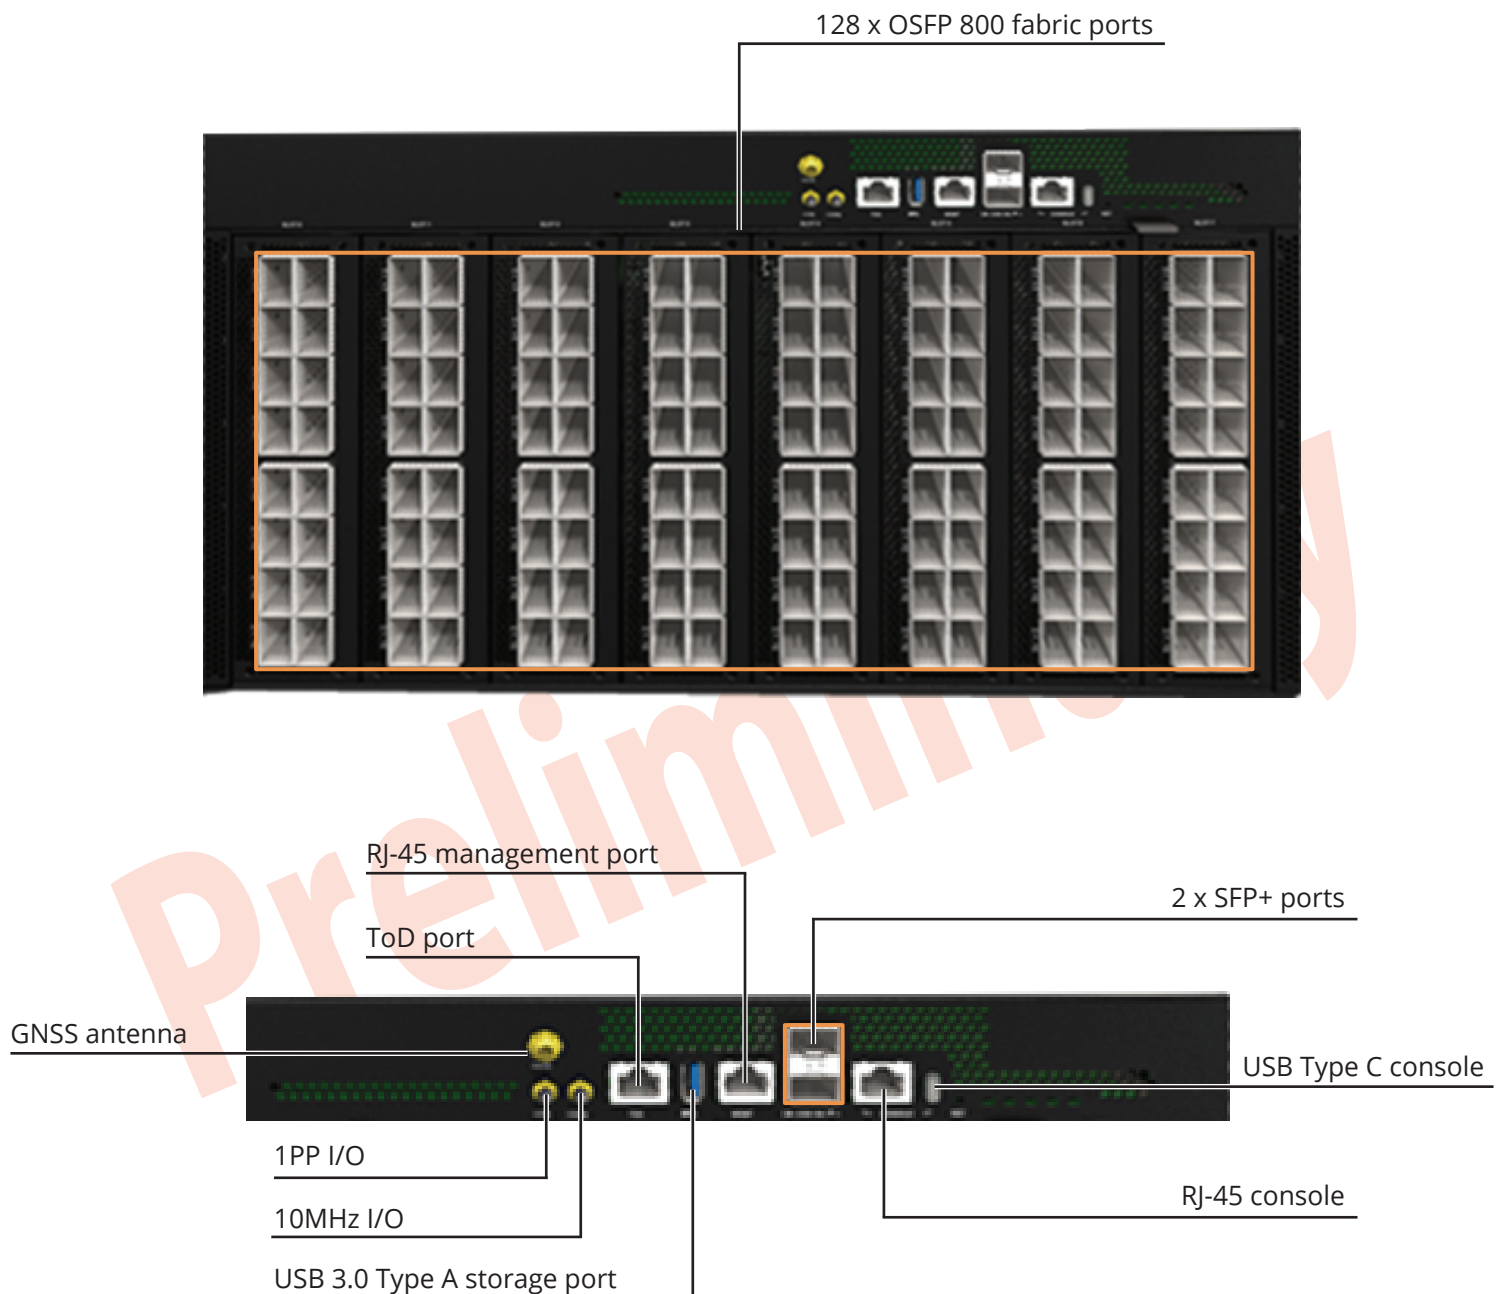 128 x OSFP 800 fabric ports
Preliminary
RJ-45 management port
2 x SFP+ ports
ToD port
GNSS antenna
USB Type C console
1PP I/O
RJ-45 console
10MHz I/O
USB 3.0 Type A storage port